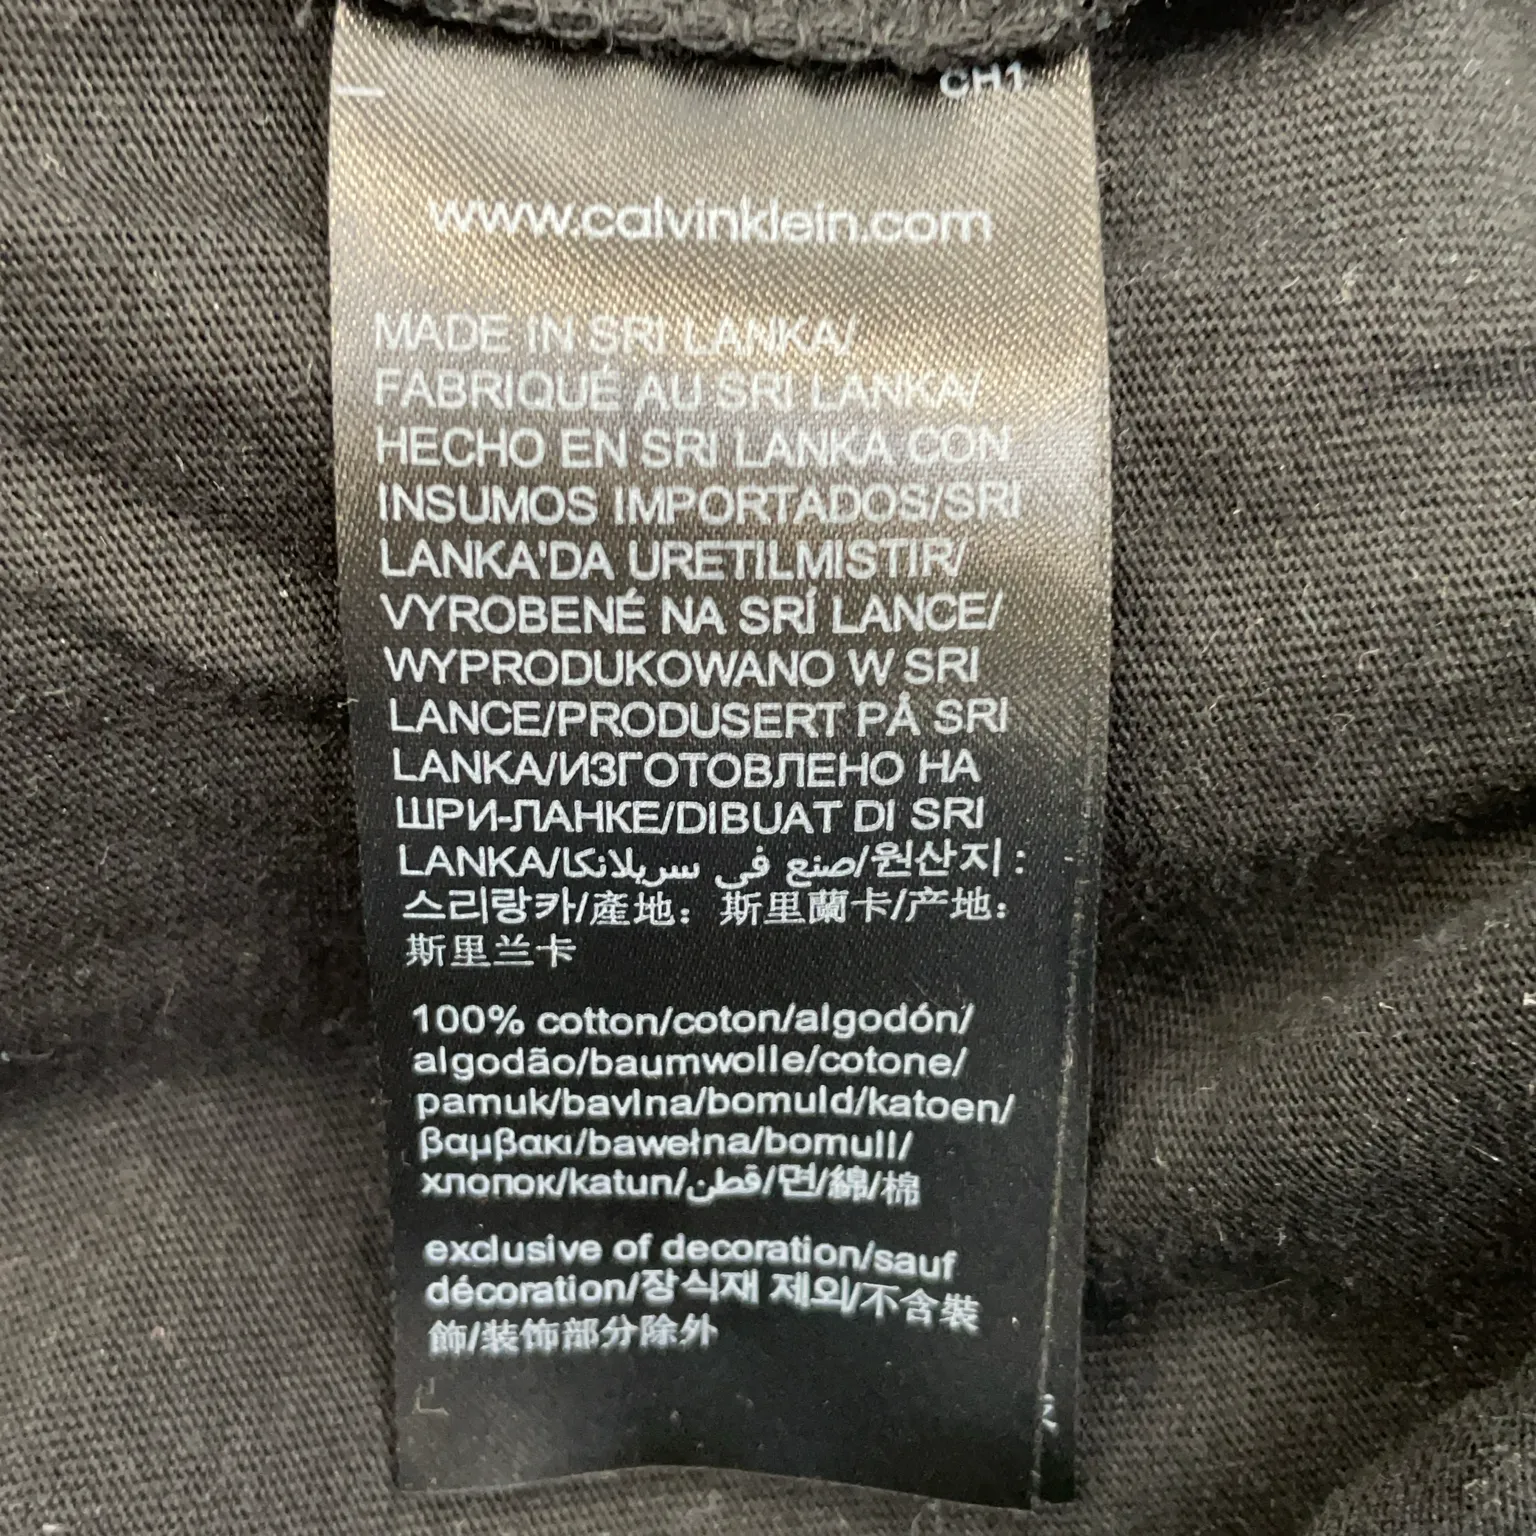 CH1
www.calvinklein.com
MADE IN SRI LANKA/
FABRIQUÉ AU SRI LANKA/
HECHO EN SRI LANKA CON
INSUMOS IMPORTADOS/SRI
LANKA'DA URETILMISTIR/
VYROBENÉ NA SRÍ LANCE/
WYPRODUKOWANO W SRI
LANCE/PRODUSERT PÅ SRI
LANKA/ИЗГОТОВЛЕНО НА
ШРИ-ЛАНКЕ/DIBUAT DI SRI
LANKA/صنع في سريلانكا/원산지 :
스리랑카/產地： 斯里蘭卡/产地：
斯里兰卡
100% cotton/coton/algodón/
algodão/baumwolle/cotone/
pamuk/bavlna/bomuld/katoen/
βαμβακι/bawełna/bomull/
хлопок/katun/قطن/면/綿/棉
exclusive of decoration/sauf
décoration/장식재 제외/不含裝
飾/装饰部分除外